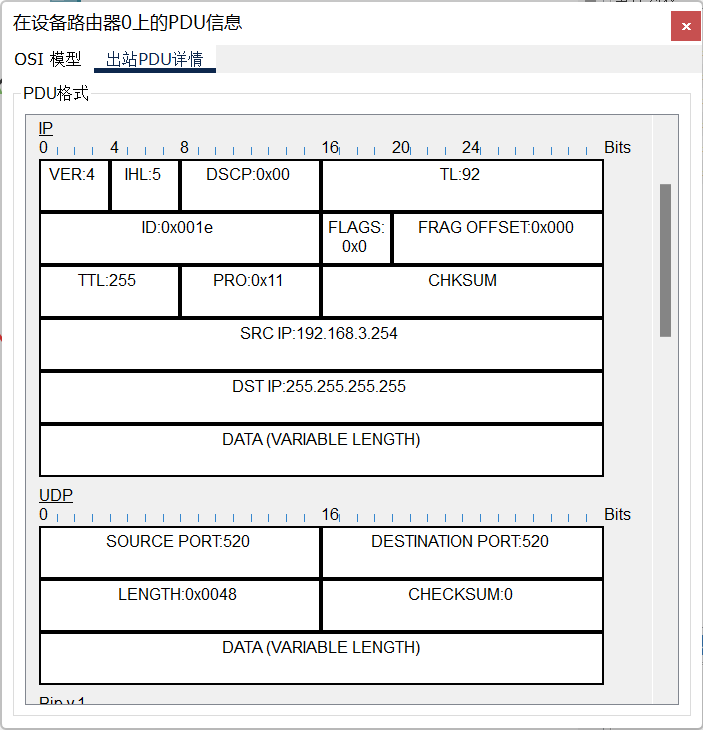 在设备路由器0上的PDU信息
×
OSI 模型 出站PDU详情
PDU格式
IP
0 4 8 16 20 24 Bits
VER:4 IHL:5 DSCP:0x00 TL:92
ID:0x001e FLAGS: FRAG OFFSET:0x000
0x0
TTL:255 PRO:0x11 CHKSUM
SRC IP:192.168.3.254
DST IP:255.255.255.255
DATA (VARIABLE LENGTH)
UDP
0 16 Bits
SOURCE PORT:520 DESTINATION PORT:520
LENGTH:0x0048 CHECKSUM:0
DATA (VARIABLE LENGTH)
Rip v.1